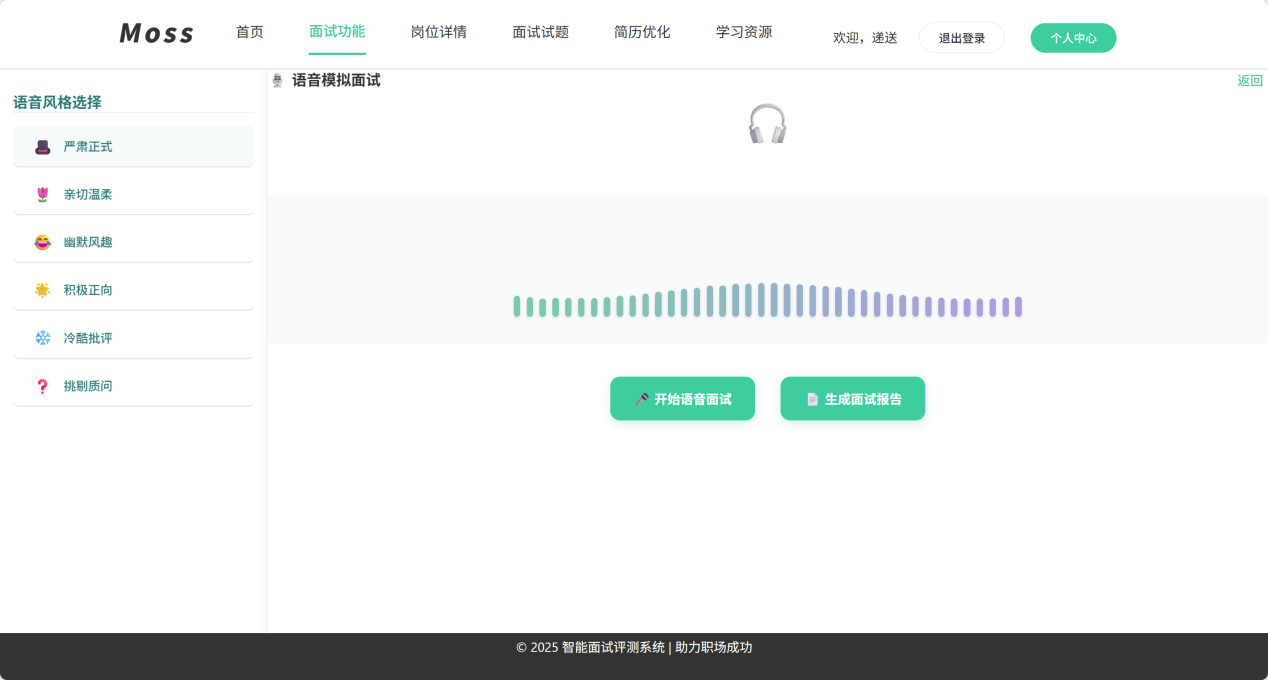 Moss 首页 面试功能 岗位详情 面试试题 简历优化 学习资源 欢迎，递送 退出登录 个人中心
语音风格选择
严肃正式
亲切温柔
幽默风趣
积极正向
冷酷批评
挑剔质问
语音模拟面试 返回
开始语音面试 生成面试报告
© 2025 智能面试评测系统 | 助力职场成功